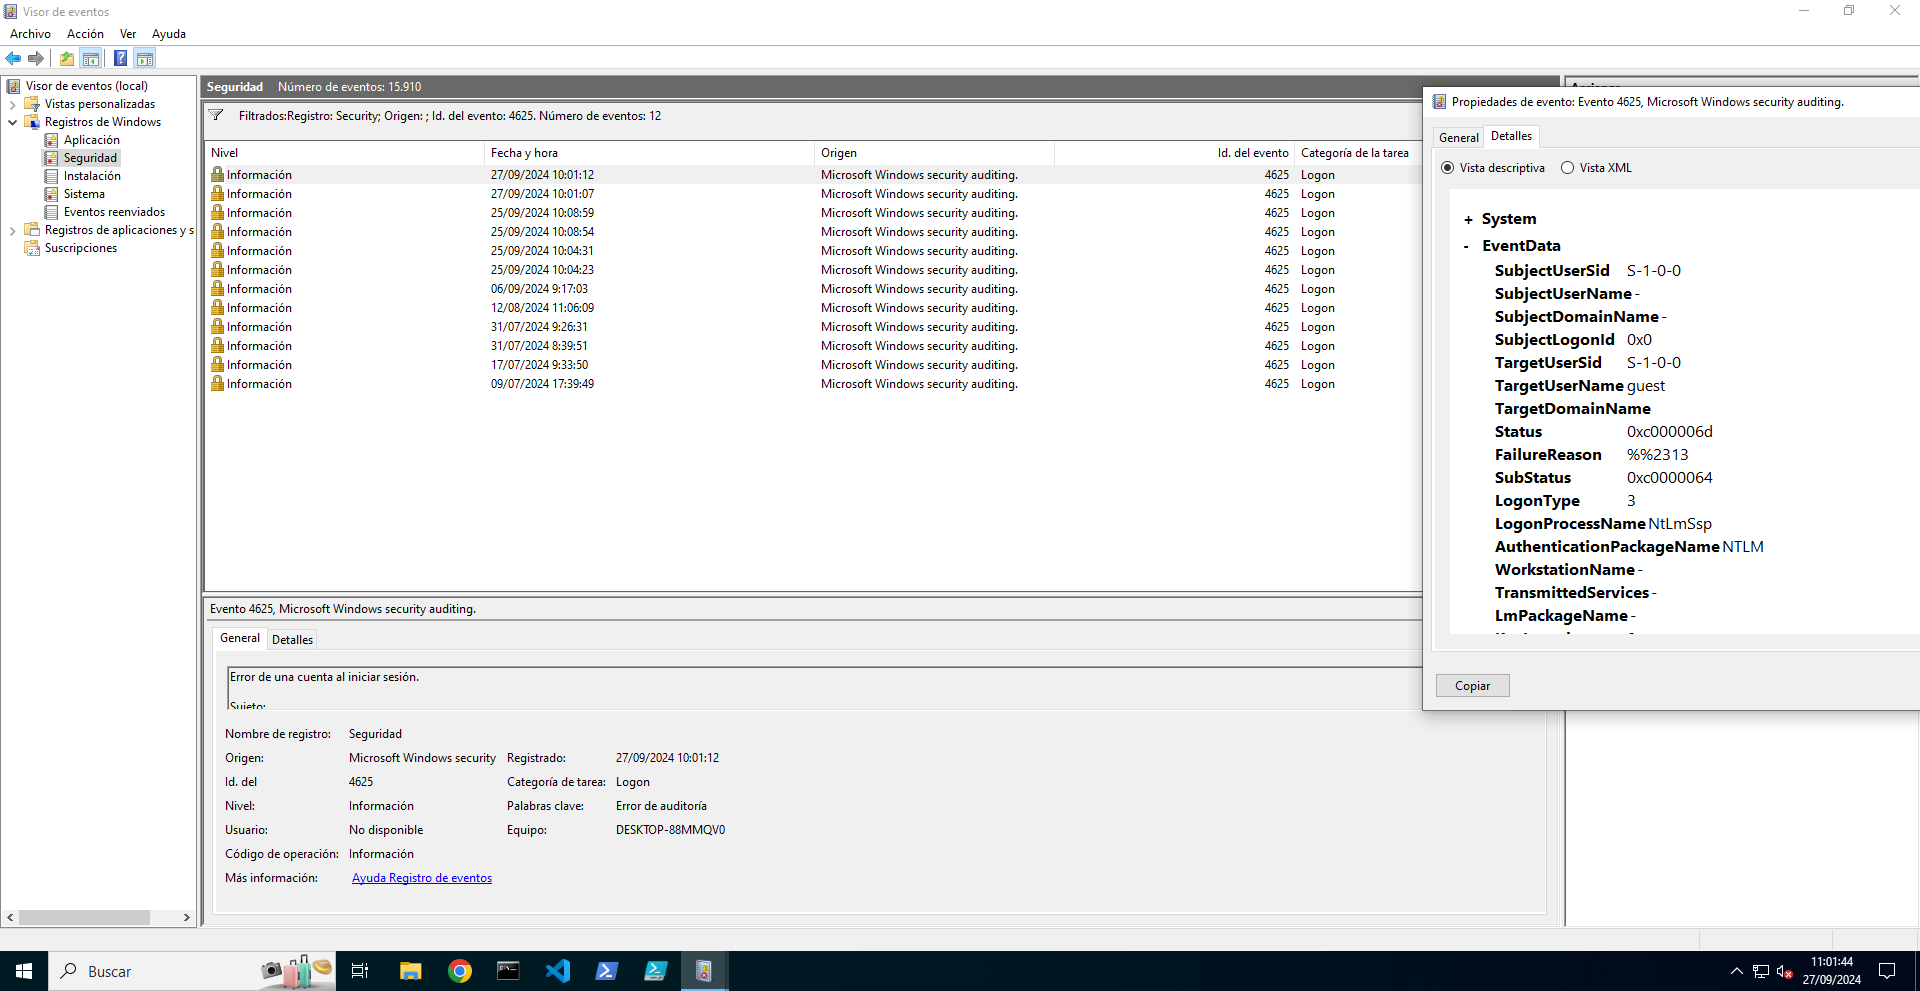 Visor de eventos
Archivo Acción Ver Ayuda
Visor de eventos (local)
Vistas personalizadas
Registros de Windows
Aplicación
Seguridad
Instalación
Sistema
Eventos reenviados
Registros de aplicaciones y s
Suscripciones
Seguridad Número de eventos: 15.910
Filtrados:Registro: Security; Origen: ; Id. del evento: 4625. Número de eventos: 12
Nivel Fecha y hora Origen Id. del evento Categoría de la tarea
Información 27/09/2024 10:01:12 Microsoft Windows security auditing. 4625 Logon
Información 27/09/2024 10:01:07 Microsoft Windows security auditing. 4625 Logon
Información 25/09/2024 10:08:59 Microsoft Windows security auditing. 4625 Logon
Información 25/09/2024 10:08:54 Microsoft Windows security auditing. 4625 Logon
Información 25/09/2024 10:04:31 Microsoft Windows security auditing. 4625 Logon
Información 25/09/2024 10:04:23 Microsoft Windows security auditing. 4625 Logon
Información 06/09/2024 9:17:03 Microsoft Windows security auditing. 4625 Logon
Información 12/08/2024 11:06:09 Microsoft Windows security auditing. 4625 Logon
Información 31/07/2024 9:26:31 Microsoft Windows security auditing. 4625 Logon
Información 31/07/2024 8:39:51 Microsoft Windows security auditing. 4625 Logon
Información 17/07/2024 9:33:50 Microsoft Windows security auditing. 4625 Logon
Información 09/07/2024 17:39:49 Microsoft Windows security auditing. 4625 Logon
Evento 4625, Microsoft Windows security auditing.
General Detalles
Error de una cuenta al iniciar sesión.
Sujeto:
Nombre de registro: Seguridad
Origen: Microsoft Windows security Registrado: 27/09/2024 10:01:12
Id. del 4625 Categoría de tarea: Logon
Nivel: Información Palabras clave: Error de auditoría
Usuario: No disponible Equipo: DESKTOP-88MMQV0
Código de operación: Información
Más información: Ayuda Registro de eventos
Propiedades de evento: Evento 4625, Microsoft Windows security auditing.
General Detalles
Vista descriptiva Vista XML
+ System
- EventData
SubjectUserSid S-1-0-0
SubjectUserName -
SubjectDomainName -
SubjectLogonId 0x0
TargetUserSid S-1-0-0
TargetUserName guest
TargetDomainName
Status 0xc000006d
FailureReason %%2313
SubStatus 0xc0000064
LogonType 3
LogonProcessName NtLmSsp
AuthenticationPackageName NTLM
WorkstationName -
TransmittedServices -
LmPackageName -
Copiar
Buscar
11:01:44
27/09/2024